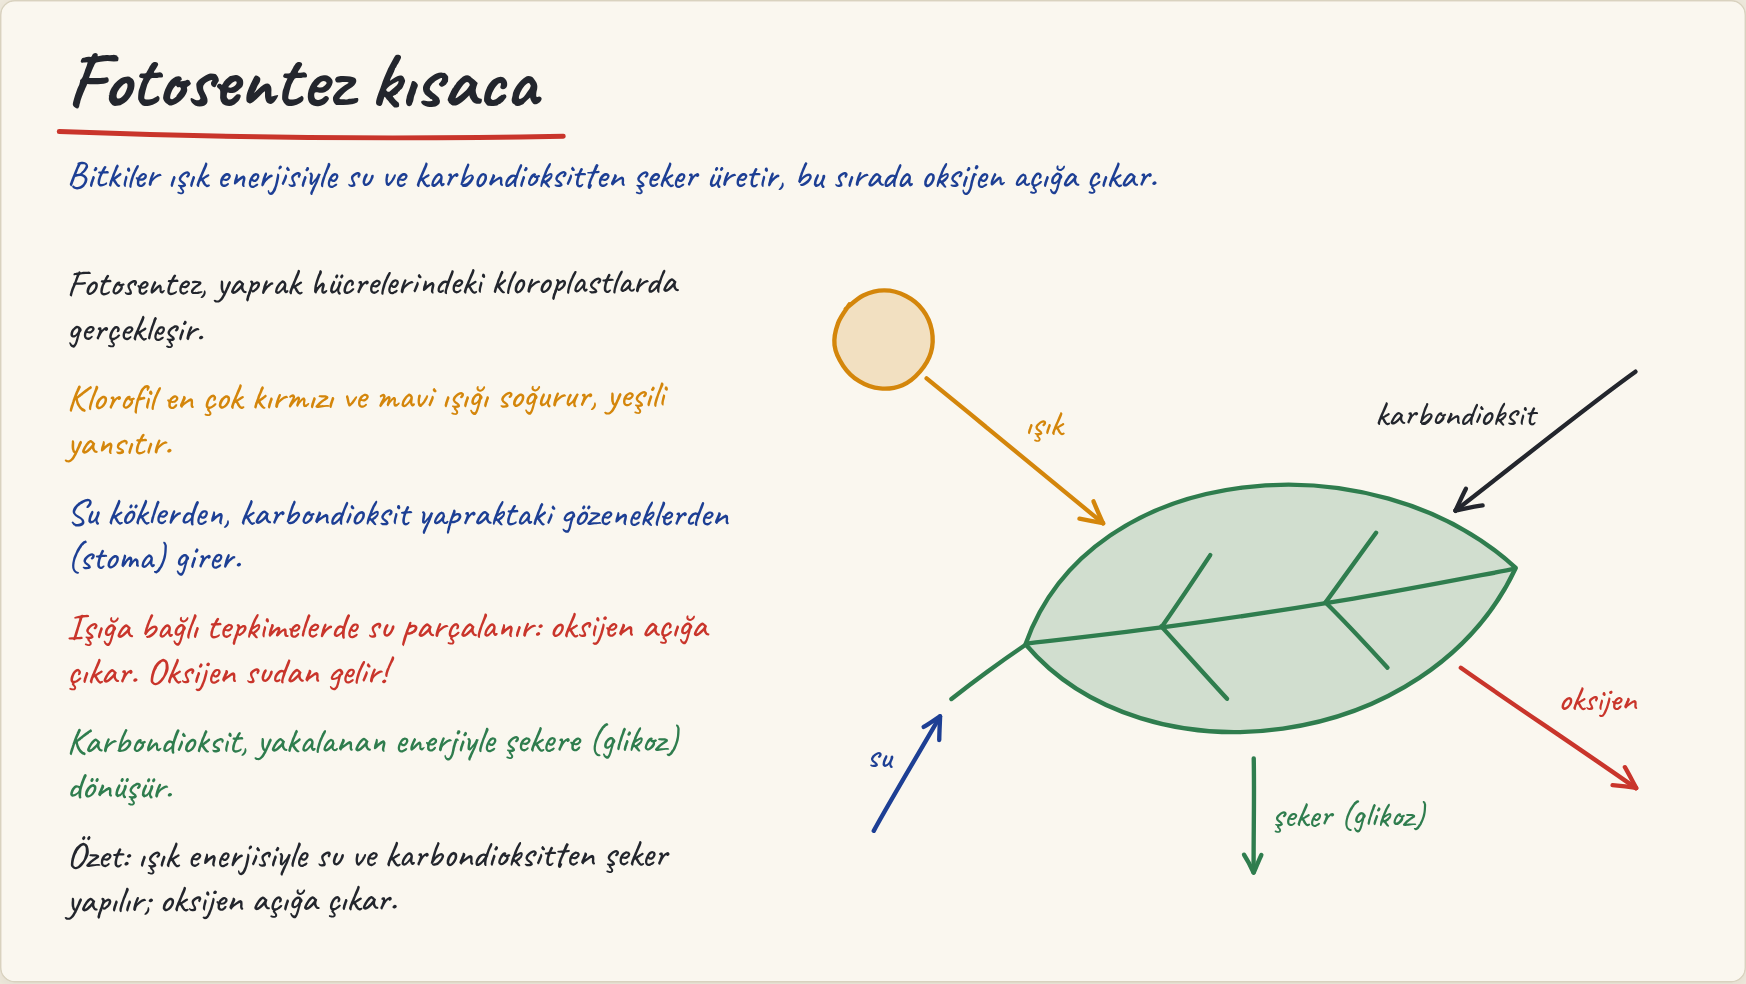 Fotosentez kısaca
Bitkiler ışık enerjisiyle su ve karbondioksitten şeker üretir, bu sırada oksijen açığa çıkar.
Fotosentez, yaprak hücrelerindeki kloroplastlarda
gerçekleşir.
Klorofil en çok kırmızı ve mavi ışığı soğurur, yeşili
yansıtır.
Su köklerden, karbondioksit yapraktaki gözeneklerden
(stoma) girer.
Işığa bağlı tepkimelerde su parçalanır: oksijen açığa
çıkar. Oksijen sudan gelir!
Karbondioksit, yakalanan enerjiyle şekere (glikoz)
dönüşür.
Özet: ışık enerjisiyle su ve karbondioksitten şeker
yapılır; oksijen açığa çıkar.
ışık
karbondioksit
oksijen
su
şeker (glikoz)